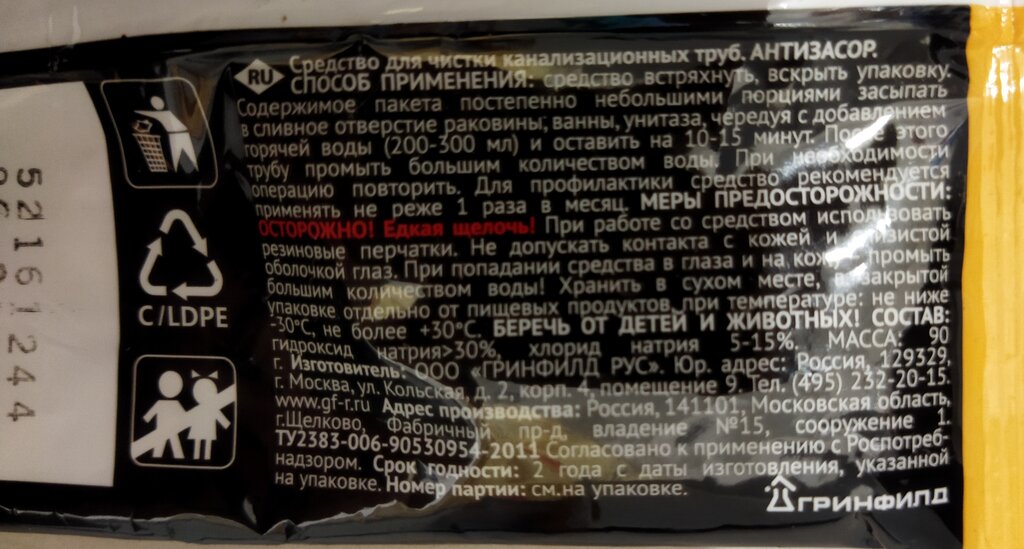 RU
Средство для чистки канализационных труб. АНТИЗАСОР.
СПОСОБ ПРИМЕНЕНИЯ: средство встряхнуть, вскрыть упаковку.
Содержимое пакета постепенно небольшими порциями засыпать
в сливное отверстие раковины, ванны, унитаза, чередуя с добавлением
горячей воды (200-300 мл) и оставить на 10-15 минут. После этого
трубу промыть большим количеством воды. При необходимости
операцию повторить. Для профилактики средство рекомендуется
применять не реже 1 раза в месяц. МЕРЫ ПРЕДОСТОРОЖНОСТИ:
ОСТОРОЖНО! Едкая щелочь! При работе со средством использовать
резиновые перчатки. Не допускать контакта с кожей и слизистой
оболочкой глаз. При попадании средства в глаза и на кожу промыть
большим количеством воды! Хранить в сухом месте, в закрытой
упаковке отдельно от пищевых продуктов, при температуре: не ниже
-30°С, не более +30°С. БЕРЕЧЬ ОТ ДЕТЕЙ И ЖИВОТНЫХ! СОСТАВ:
гидроксид натрия>30%, хлорид натрия 5-15%. МАССА: 90
г. Изготовитель: ООО «ГРИНФИЛД РУС». Юр. адрес: Россия, 129329,
г. Москва, ул. Кольская, д. 2, корп. 4, помещение 9. Тел. (495) 232-20-15.
www.gf-r.ru Адрес производства: Россия, 141101, Московская область,
г.Щелково, Фабричный пр-д, владение №15, сооружение 1.
ТУ2383-006-90530954-2011 Согласовано к применению с Роспотреб-
надзором. Срок годности: 2 года с даты изготовления, указанной
на упаковке. Номер партии: см.на упаковке.
ГРИНФИЛД
C/LDPE
52161244